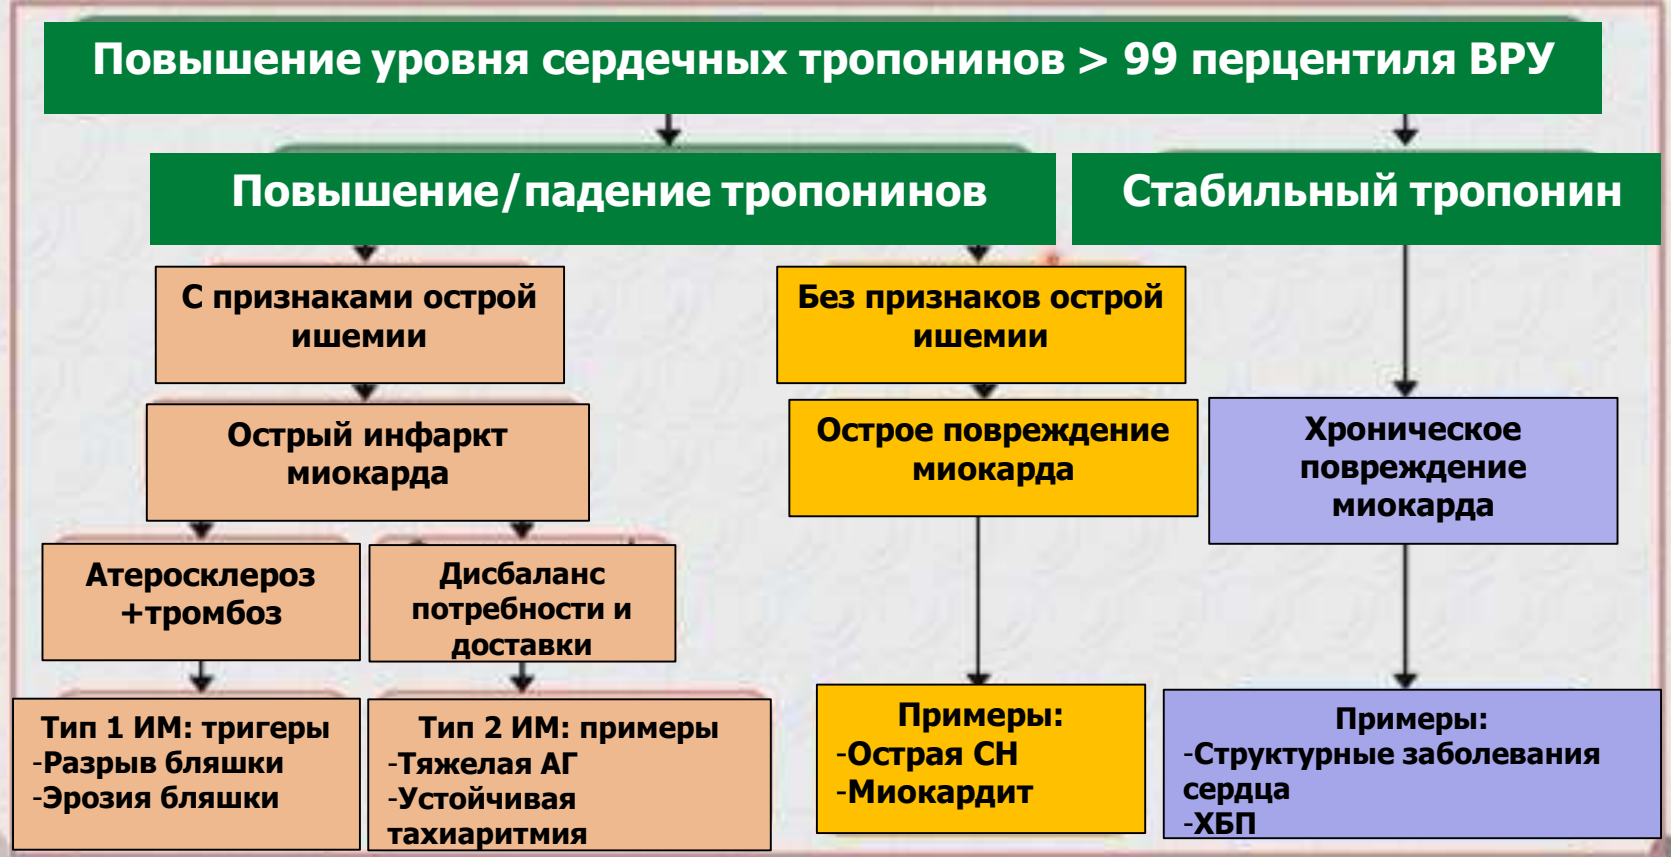 Повышение уровня сердечных тропонинов > 99 перцентиля ВРУ
Повышение/падение тропонинов
Стабильный тропонин
С признаками острой
ишемии
Без признаков острой
ишемии
Острый инфаркт
миокарда
Острое повреждение
миокарда
Хроническое
повреждение
миокарда
Атеросклероз
+тромбоз
Дисбаланс
потребности и
доставки
Тип 1 ИМ: тригеры
-Разрыв бляшки
-Эрозия бляшки
Тип 2 ИМ: примеры
-Тяжелая АГ
-Устойчивая
тахиаритмия
Примеры:
-Острая СН
-Миокардит
Примеры:
-Структурные заболевания
сердца
-ХБП